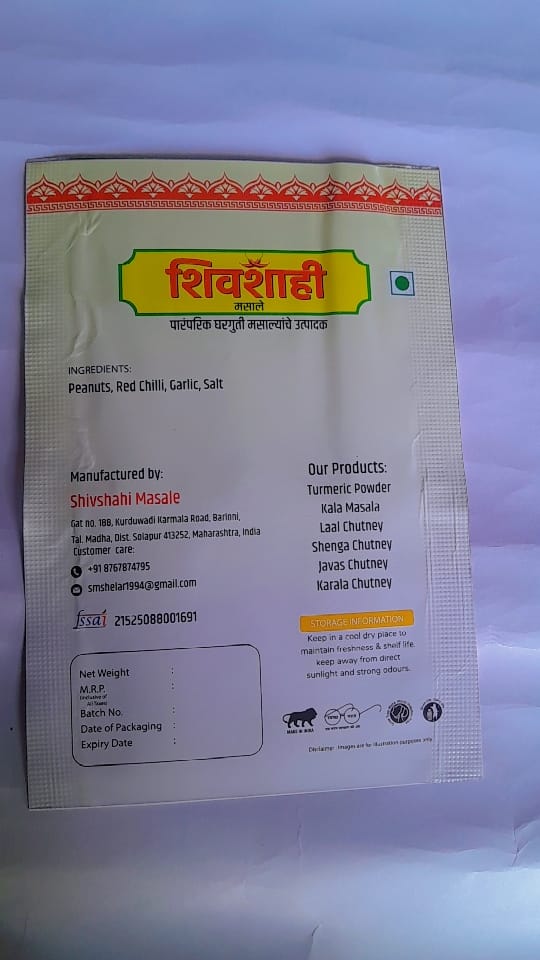 शिवशाही
मसाले
पारंपरिक घरगुती मसाल्यांचे उत्पादक
INGREDIENTS:
Peanuts, Red Chilli, Garlic, Salt
Manufactured by:
Shivshahi Masale
Gat no. 188, Kurduwadi Karmala Road, Barloni,
Tal. Madha, Dist. Solapur 413252, Maharashtra, India
Customer care:
+91 8767874795
smshelar1994@gmail.com
fssai 21525088001691
Net Weight :
M.R.P. :
(Inclusive of
All Taxes)
Batch No. :
Date of Packaging :
Expiry Date :
Our Products:
Turmeric Powder
Kala Masala
Laal Chutney
Shenga Chutney
Javas Chutney
Karala Chutney
STORAGE INFORMATION
Keep in a cool dry place to
maintain freshness & shelf life.
keep away from direct
sunlight and strong odours.
MAKE IN INDIA
Disclaimer : Images are for illustration purposes only.